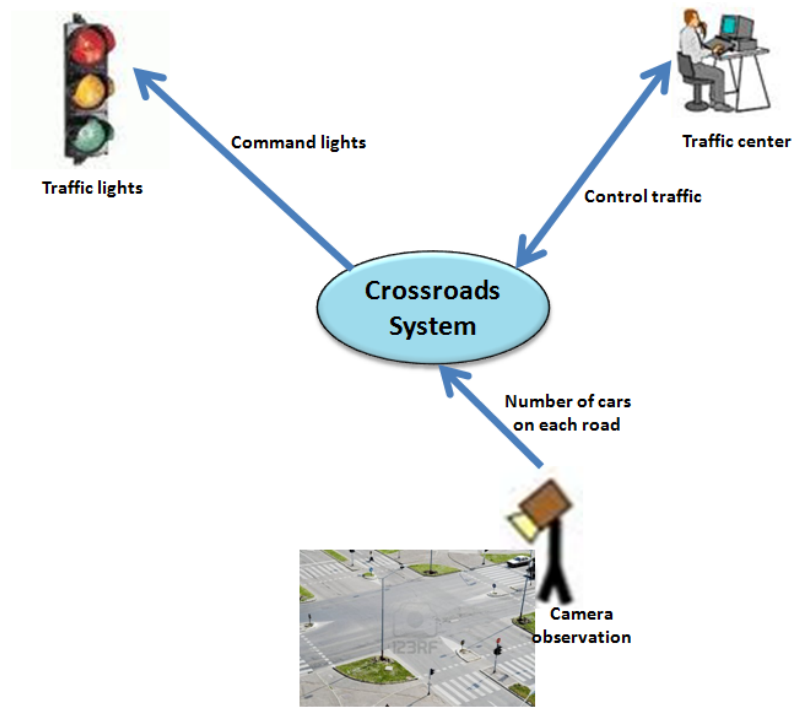 Command lights
Traffic center
Traffic lights
Control traffic
Crossroads
System
Number of cars
on each road
Camera
observation
123RF